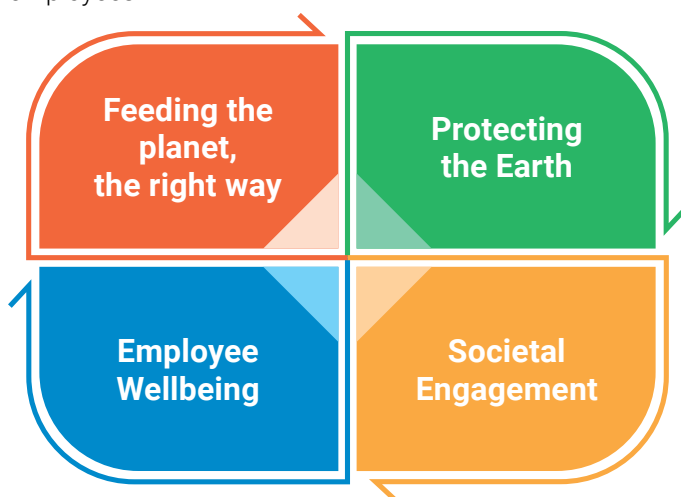 Feeding the
planet,
the right way
Protecting
the Earth
Employee
Wellbeing
Societal
Engagement